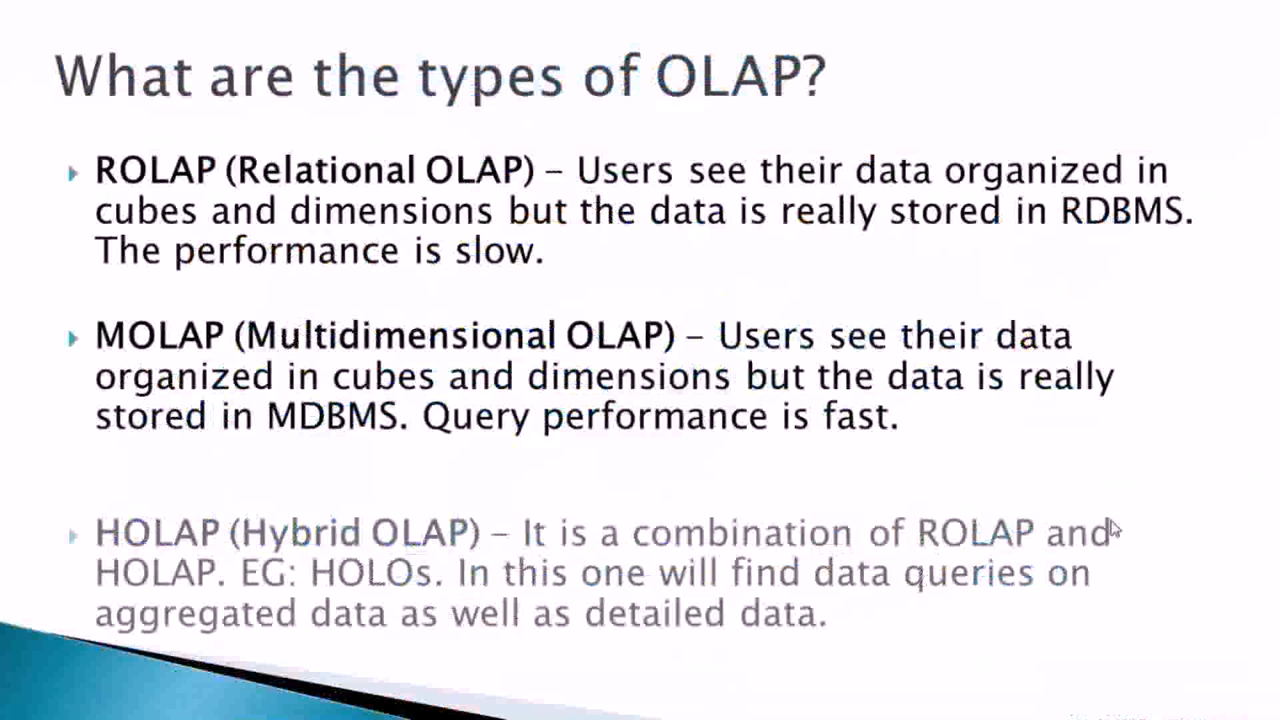 What are the types of OLAP?
ROLAP (Relational OLAP) – Users see their data organized in
cubes and dimensions but the data is really stored in RDBMS.
The performance is slow.
MOLAP (Multidimensional OLAP) – Users see their data
organized in cubes and dimensions but the data is really
stored in MDBMS. Query performance is fast.
HOLAP (Hybrid OLAP) – It is a combination of ROLAP and
HOLAP. EG: HOLOs. In this one will find data queries on
aggregated data as well as detailed data.